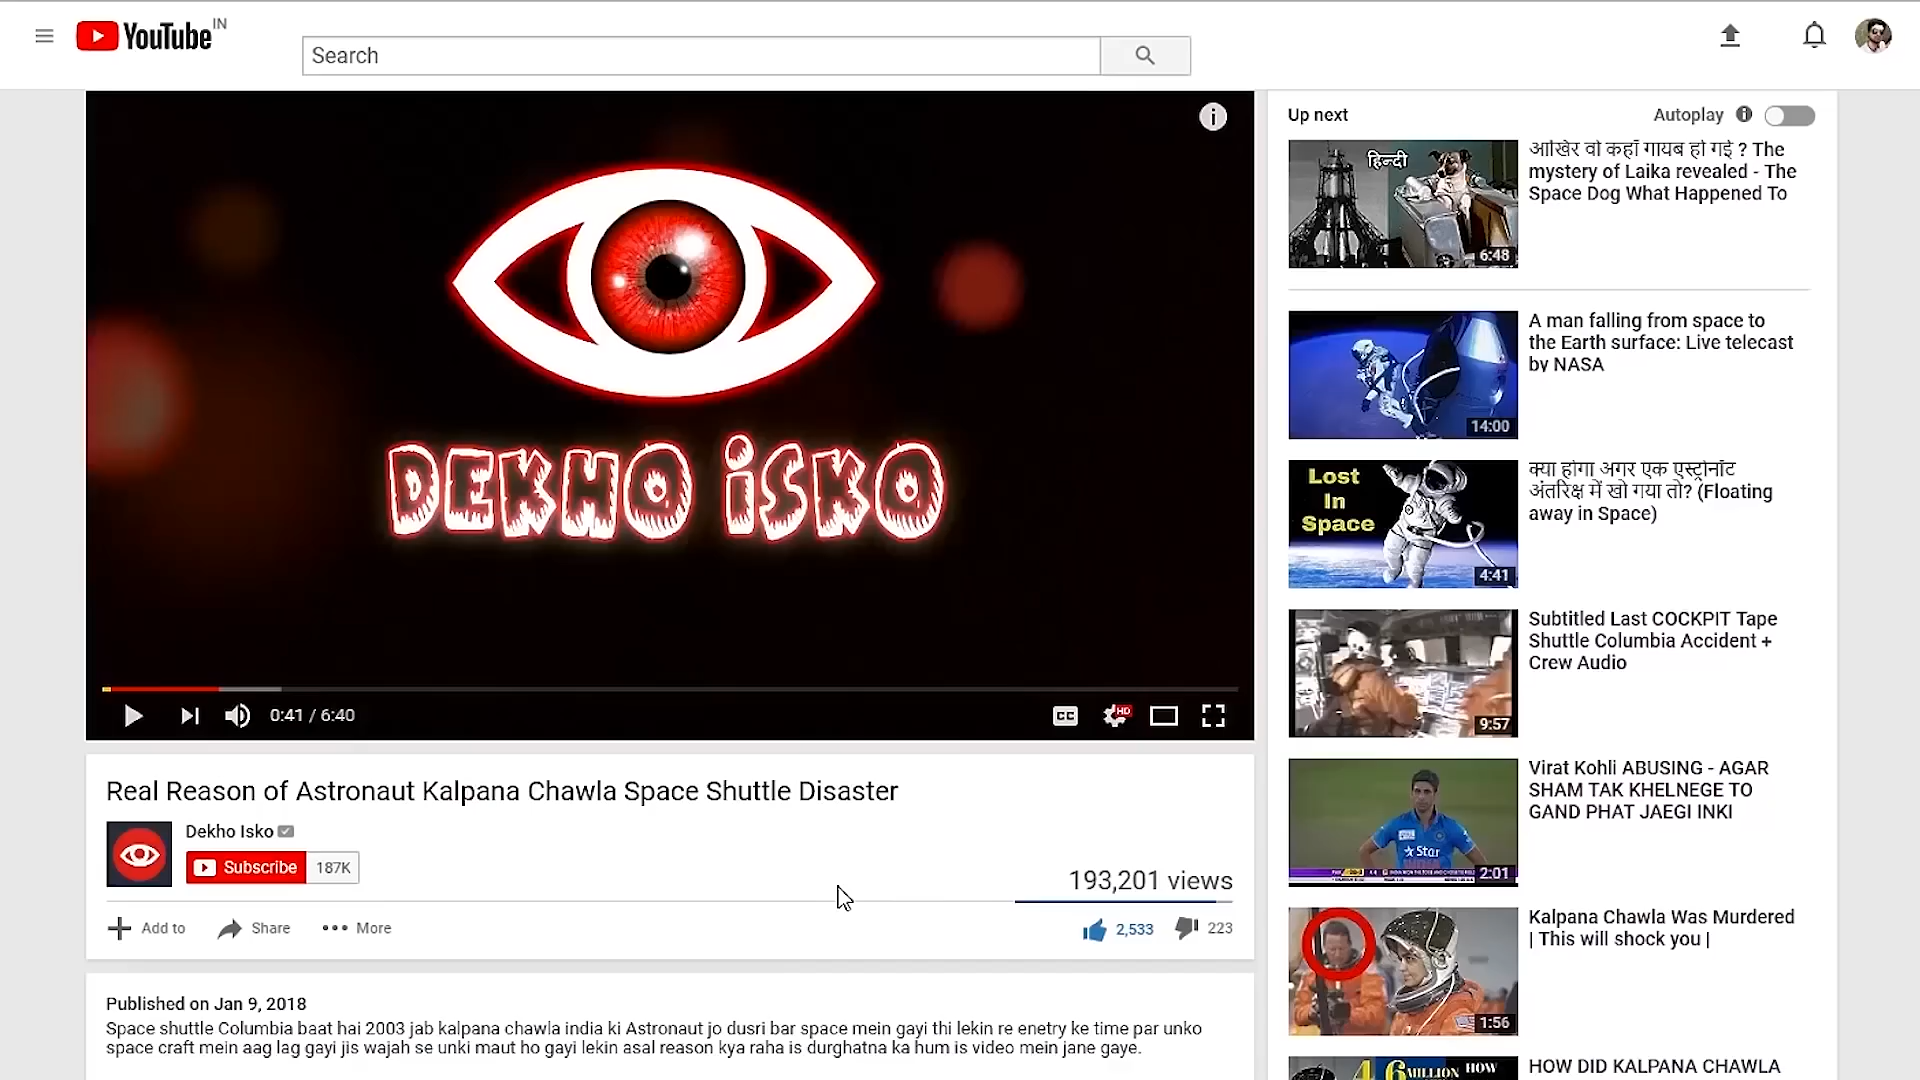 YouTube IN
Search
DEKHO iSKO
0:41 / 6:40
CC
HD
Real Reason of Astronaut Kalpana Chawla Space Shuttle Disaster
Dekho Isko
Subscribe 187K
193,201 views
Add to Share More
2,533 223
Published on Jan 9, 2018
Space shuttle Columbia baat hai 2003 jab kalpana chawla india ki Astronaut jo dusri bar space mein gayi thi lekin re enetry ke time par unko
space craft mein aag lag gayi jis wajah se unki maut ho gayi lekin asal reason kya raha is durghatna ka hum is video mein jane gaye.
Up next Autoplay
हिन्दी
6:48
आखिर वो कहाँ गायब हो गई ? The
mystery of Laika revealed - The
Space Dog What Happened To
14:00
A man falling from space to
the Earth surface: Live telecast
by NASA
Lost
In
Space
4:41
क्या होगा अगर एक एस्ट्रोनॉट
अंतरिक्ष में खो गया तो? (Floating
away in Space)
9:57
Subtitled Last COCKPIT Tape
Shuttle Columbia Accident +
Crew Audio
Star
2:01
Virat Kohli ABUSING - AGAR
SHAM TAK KHELNEGE TO
GAND PHAT JAEGI INKI
1:56
Kalpana Chawla Was Murdered
| This will shock you |
4.6 MILLION HOW
HOW DID KALPANA CHAWLA